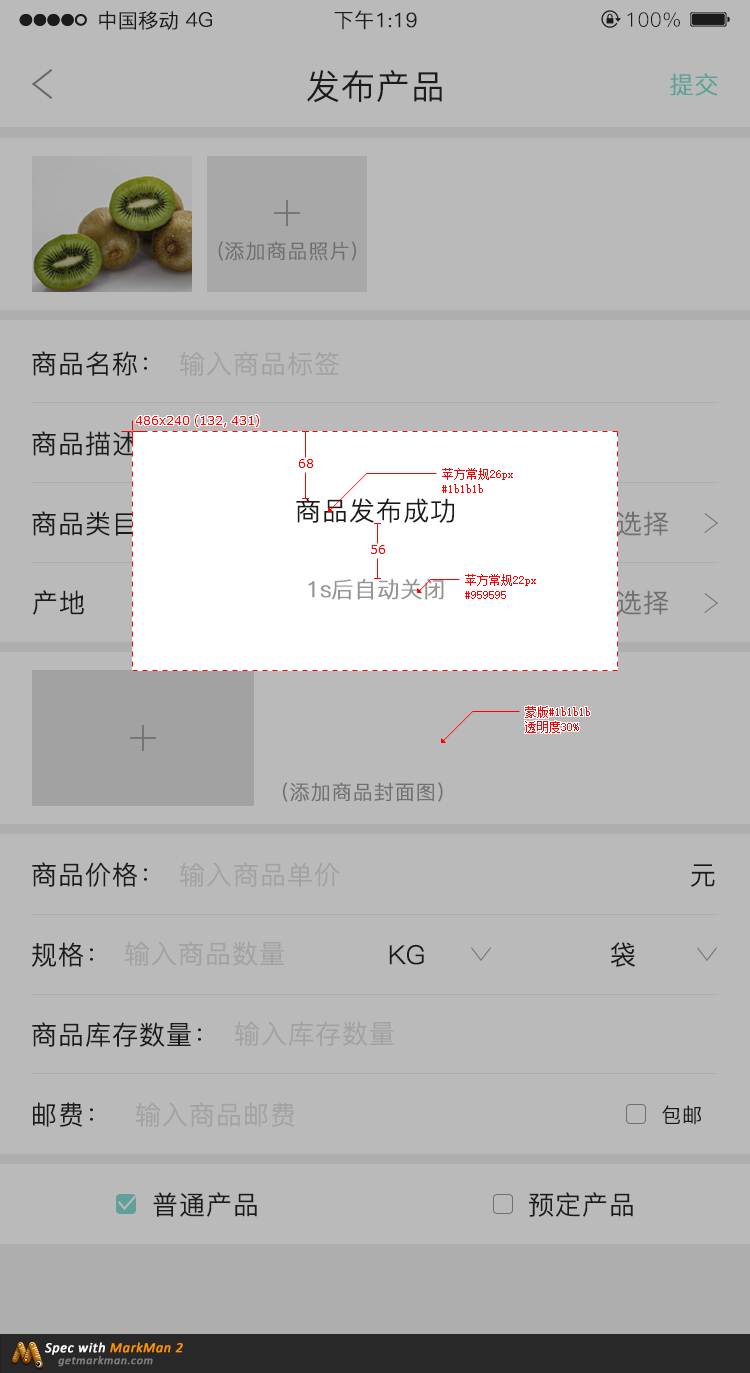 中国移动 4G
下午1:19
100%
发布产品
提交
(添加商品照片)
商品名称：
输入商品标签
486x240 (132, 431)
商品描述
68
苹方常规26px
#1b1b1b
商品发布成功
商品类目
选择
56
苹方常规22px
#959595
1s后自动关闭
产地
选择
蒙版#1b1b1b
透明度30%
(添加商品封面图)
商品价格：
输入商品单价
元
规格：
输入商品数量
KG
袋
商品库存数量：
输入库存数量
邮费：
输入商品邮费
包邮
普通产品
预定产品
Spec with MarkMan 2
getmarkman.com